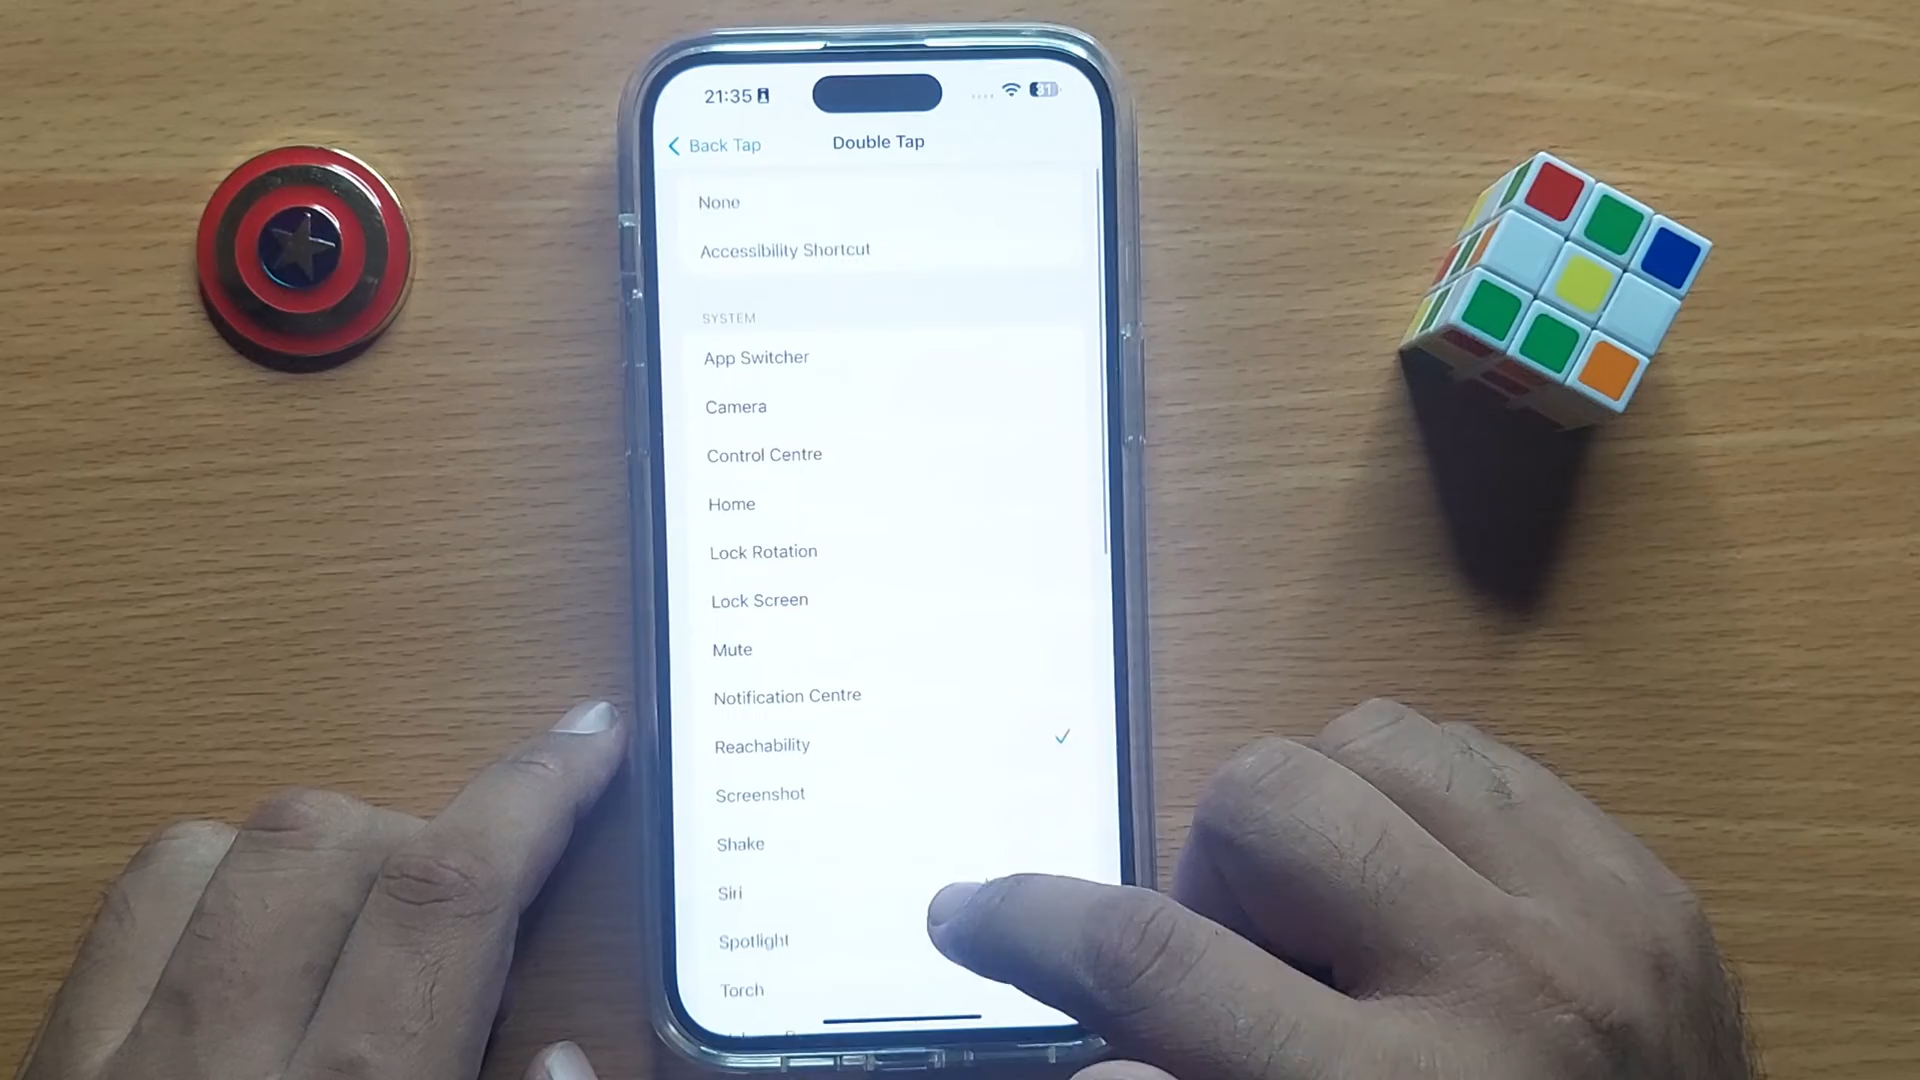 21:35
31
Back Tap
Double Tap
None
Accessibility Shortcut
SYSTEM
App Switcher
Camera
Control Centre
Home
Lock Rotation
Lock Screen
Mute
Notification Centre
Reachability
Screenshot
Shake
Siri
Spotlight
Torch